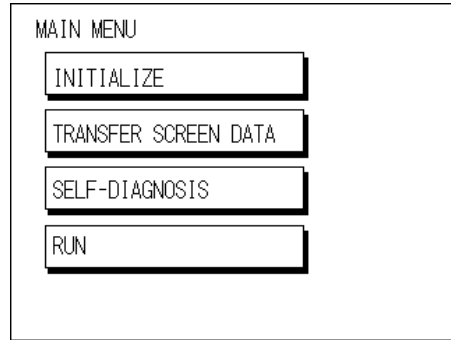 MAIN MENU
INITIALIZE
TRANSFER SCREEN DATA
SELF-DIAGNOSIS
RUN